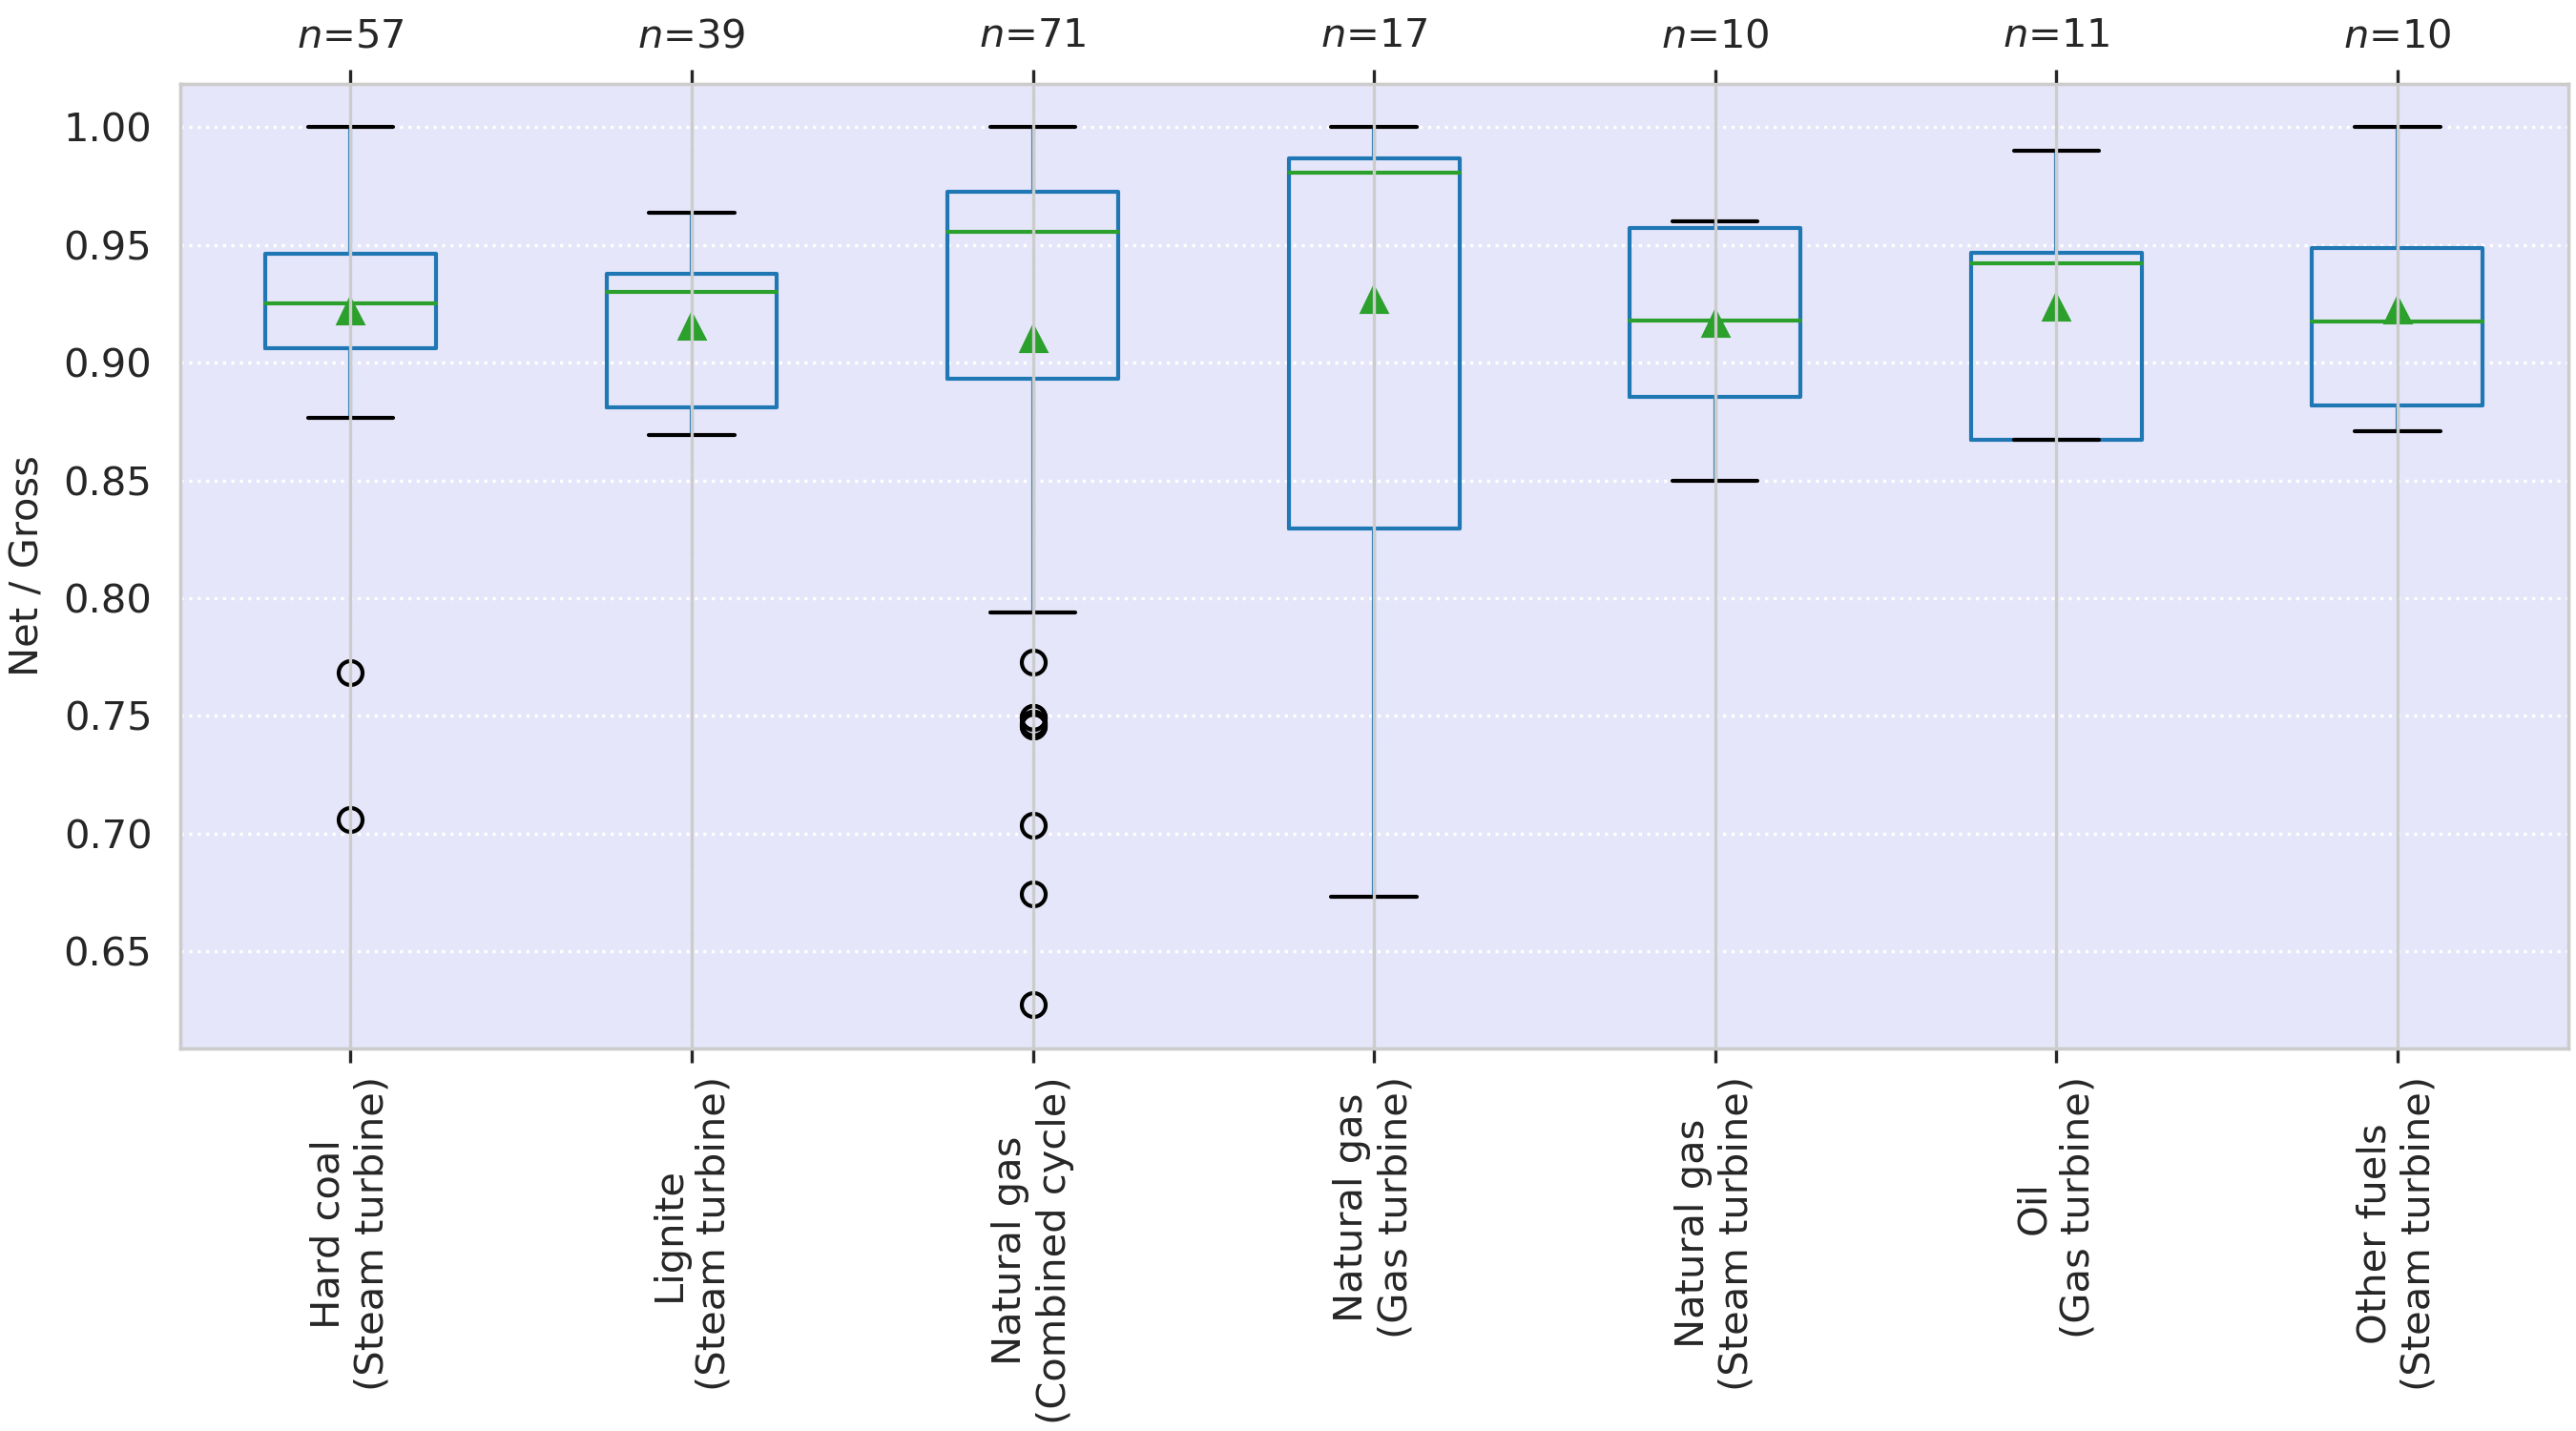 n=57
n=39
n=71
n=17
n=10
n=11
n=10
1.00
0.95
0.90
0.85
0.80
0.75
0.70
0.65
Net / Gross
Hard coal
(Steam turbine)
Lignite
(Steam turbine)
Natural gas
(Combined cycle)
Natural gas
(Gas turbine)
Natural gas
(Steam turbine)
Oil
(Gas turbine)
Other fuels
(Steam turbine)